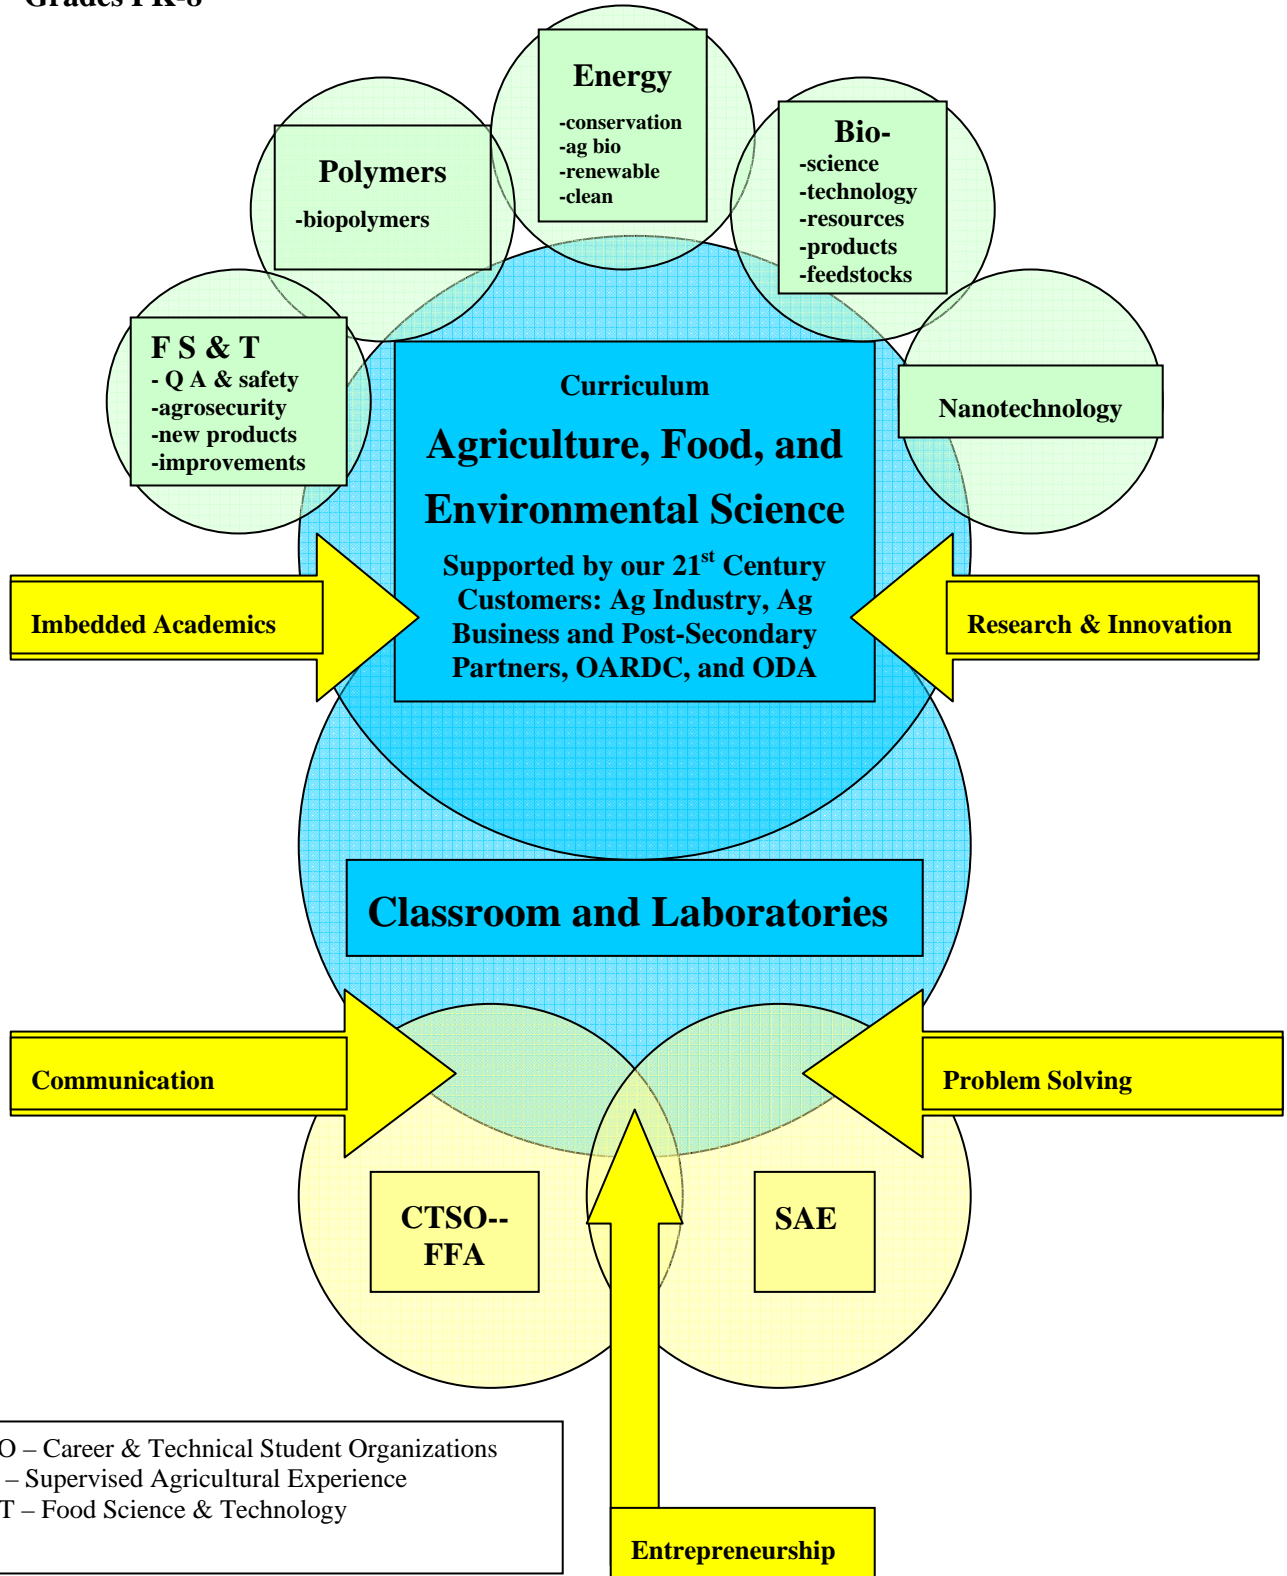 Grades PK-8
Energy
-conservation
-ag bio
-renewable
-clean
Bio-
-science
-technology
-resources
-products
-feedstocks
Polymers
-biopolymers
F S & T
- Q A & safety
-agrosecurity
-new products
-improvements
Nanotechnology
Curriculum
Agriculture, Food, and
Environmental Science
Supported by our 21st Century
Customers: Ag Industry, Ag
Business and Post-Secondary
Partners, OARDC, and ODA
Imbedded Academics
Research & Innovation
Classroom and Laboratories
Communication
Problem Solving
CTSO--
FFA
SAE
O – Career & Technical Student Organizations
– Supervised Agricultural Experience
T – Food Science & Technology
Entrepreneurship